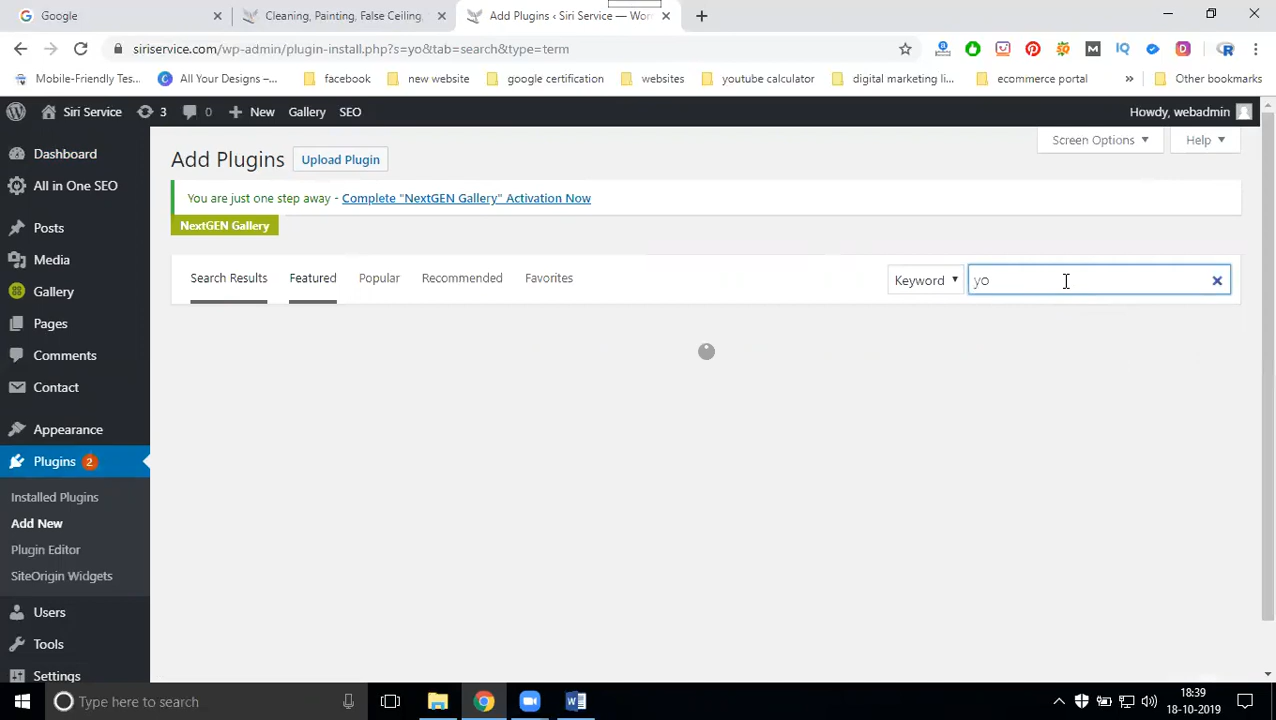 Google
Cleaning, Painting, False Ceiling,
Add Plugins ‹ Siri Service — Wor
siriservice.com/wp-admin/plugin-install.php?s=yo&tab=search&type=term
Mobile-Friendly Tes...
All Your Designs –...
facebook
new website
google certification
websites
youtube calculator
digital marketing li...
ecommerce portal
»
Other bookmarks
Siri Service
3
0
New
Gallery
SEO
Howdy, webadmin
Dashboard
All in One SEO
Posts
Media
Gallery
Pages
Comments
Contact
Appearance
Plugins 2
Installed Plugins
Add New
Plugin Editor
SiteOrigin Widgets
Users
Tools
Settings
Screen Options
Help
Add Plugins
Upload Plugin
You are just one step away - Complete "NextGEN Gallery" Activation Now
NextGEN Gallery
Search Results
Featured
Popular
Recommended
Favorites
Keyword
yo
Type here to search
18:39
18-10-2019